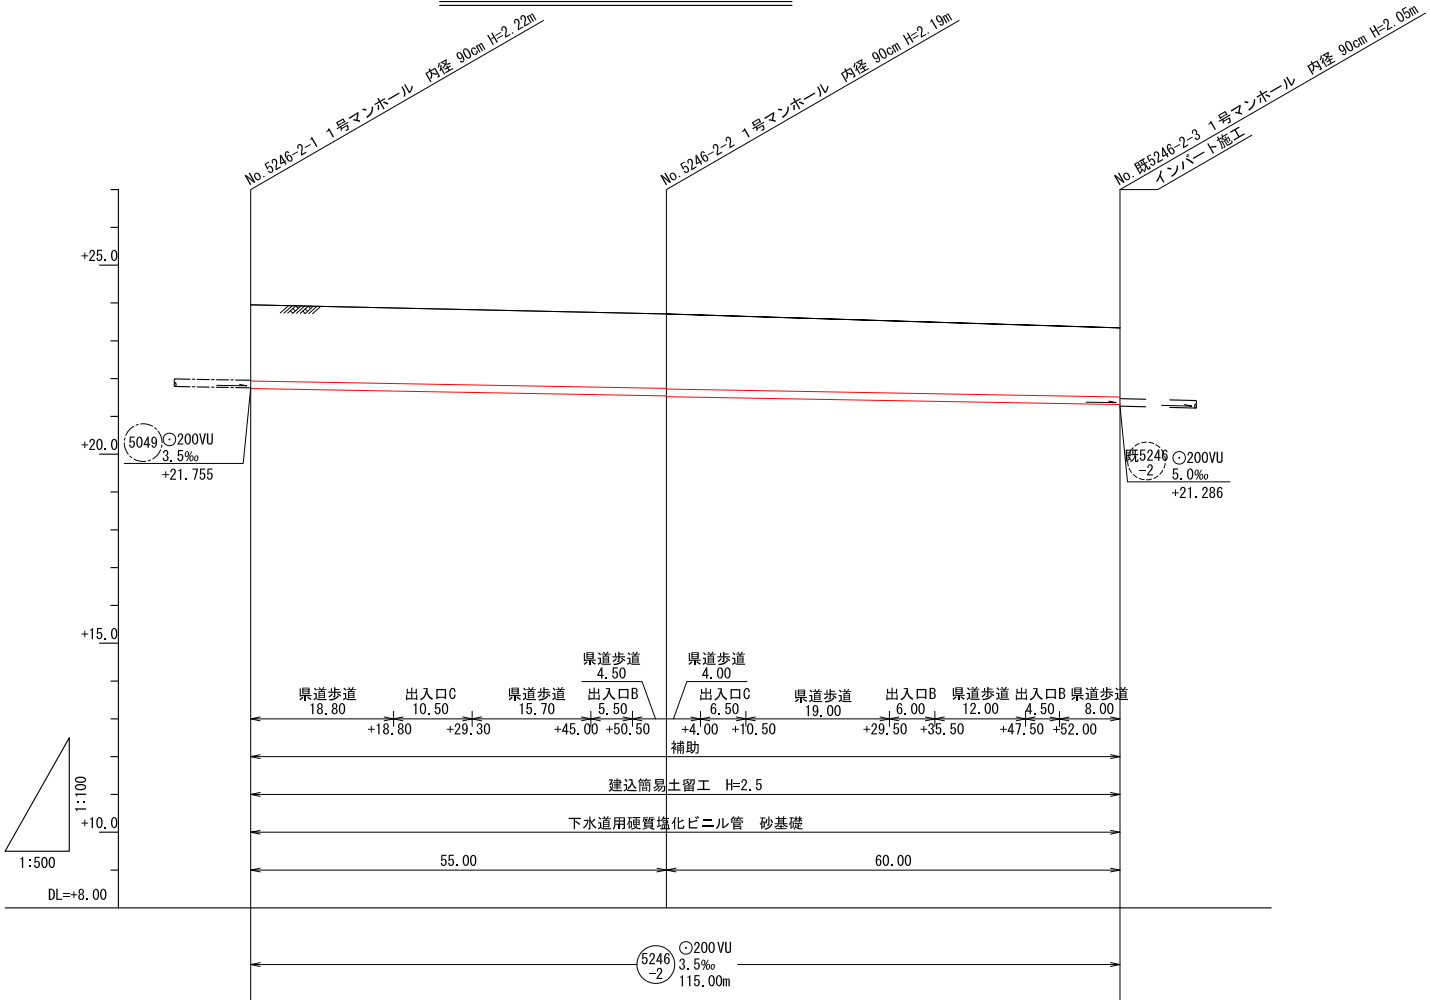 No.5246-2-1 1号マンホール 内径 90cm H=2.22m
No.5246-2-2 1号マンホール 内径 90cm H=2.19m
No.既5246-2-3 1号マンホール 内径 90cm H=2.05m
インバート施工
+25.0
+20.0
+15.0
+10.0
5049
⊙200VU
3.5‰
+21.755
既5246
-2
⊙200VU
5.0‰
+21.286
県道歩道
4.50
県道歩道
4.00
県道歩道
18.80
出入口C
10.50
県道歩道
15.70
出入口B
5.50
出入口C
6.50
県道歩道
19.00
出入口B
6.00
県道歩道
12.00
出入口B
4.50
県道歩道
8.00
+18.80
+29.30
+45.00
+50.50
+4.00
+10.50
+29.50
+35.50
+47.50
+52.00
補助
建込簡易土留工 H=2.5
下水道用硬質塩化ビニル管 砂基礎
55.00
60.00
1:100
1:500
DL=+8.00
5246
-2
⊙200VU
3.5‰
115.00m